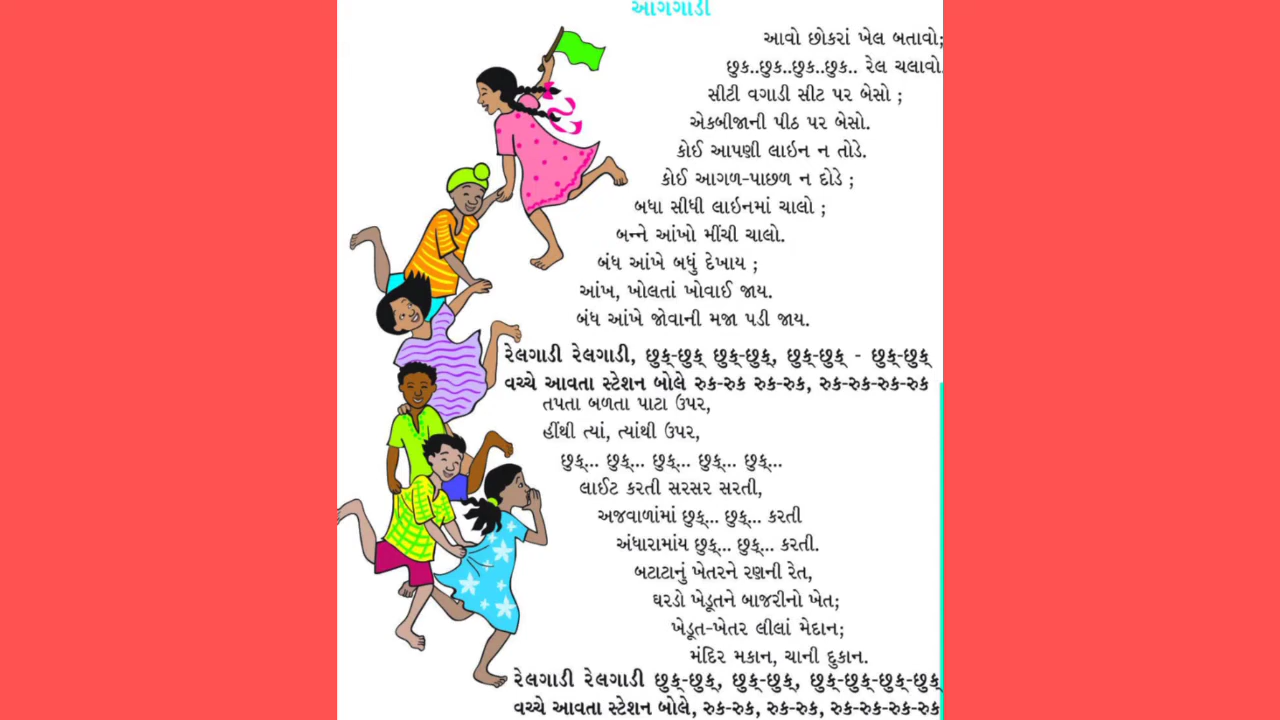 આગગાડી
આવો છોકરાં ખેલ બતાવો;
છુક..છુક..છુક..છુક.. રેલ ચલાવો.
સીટી વગાડી સીટ પર બેસો ;
એકબીજાની પીઠ પર બેસો.
કોઈ આપણી લાઇન ન તોડે.
કોઈ આગળ-પાછળ ન દોડે ;
બધા સીધી લાઇનમાં ચાલો ;
બન્ને આંખો મીંચી ચાલો.
બંધ આંખે બધું દેખાય ;
આંખ, ખોલતાં ખોવાઈ જાય.
બંધ આંખે જોવાની મજા પડી જાય.
રેલગાડી રેલગાડી, છુક્-છુક્ છુક્-છુક્, છુક્-છુક્ - છુક્-છુક્
વચ્ચે આવતા સ્ટેશન બોલે રુક-રુક રુક-રુક, રુક-રુક-રુક-રુક
તપતા બળતા પાટા ઉપર,
હીંથી ત્યાં, ત્યાંથી ઉપર,
છુક્... છુક્... છુક્... છુક્... છુક્...
લાઈટ કરતી સરસર સરતી,
અજવાળાંમાં છુક્... છુક્... કરતી
અંધારામાંય છુક્... છુક્... કરતી.
બટાટાનું ખેતરને રણની રેત,
ઘરડો ખેડૂતને બાજરીનો ખેત;
ખેડૂત-ખેતર લીલાં મેદાન;
મંદિર મકાન, ચાની દુકાન.
રેલગાડી રેલગાડી છુક્-છુક્, છુક્-છુક્, છુક્-છુક્-છુક્-છુક્
વચ્ચે આવતા સ્ટેશન બોલે, રુક-રુક, રુક-રુક, રુક-રુક-રુક-રુક